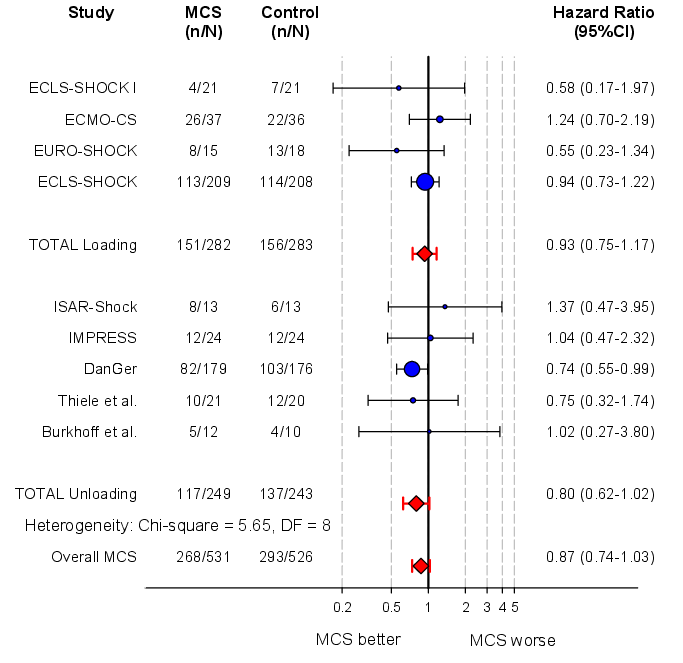 Study MCS Control Hazard Ratio
(n/N) (n/N) (95%CI)
ECLS-SHOCK I 4/21 7/21 0.58 (0.17-1.97)
ECMO-CS 26/37 22/36 1.24 (0.70-2.19)
EURO-SHOCK 8/15 13/18 0.55 (0.23-1.34)
ECLS-SHOCK 113/209 114/208 0.94 (0.73-1.22)
TOTAL Loading 151/282 156/283 0.93 (0.75-1.17)
ISAR-Shock 8/13 6/13 1.37 (0.47-3.95)
IMPRESS 12/24 12/24 1.04 (0.47-2.32)
DanGer 82/179 103/176 0.74 (0.55-0.99)
Thiele et al. 10/21 12/20 0.75 (0.32-1.74)
Burkhoff et al. 5/12 4/10 1.02 (0.27-3.80)
TOTAL Unloading 117/249 137/243 0.80 (0.62-1.02)
Heterogeneity: Chi-square = 5.65, DF = 8
Overall MCS 268/531 293/526 0.87 (0.74-1.03)
0.2 0.5 1 2 3 4 5
MCS better MCS worse